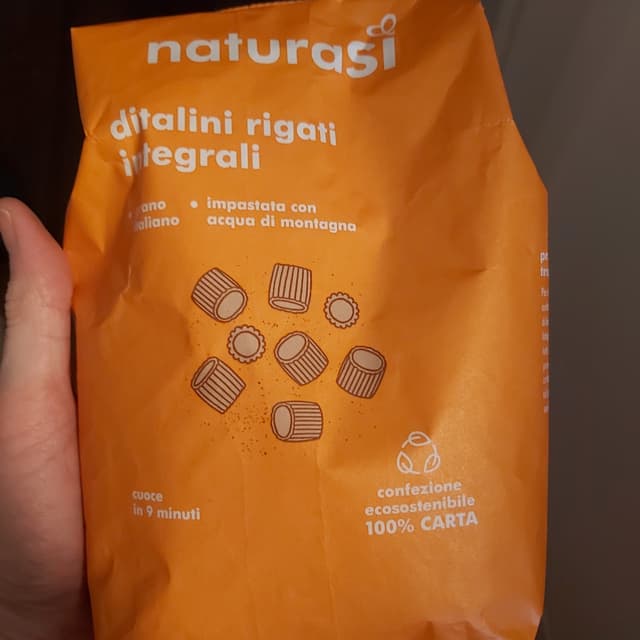 naturasì
ditalini rigati
integrali
impastata con
acqua di montagna
cuoce
in 9 minuti
confezione
ecosostenibile
100% CARTA